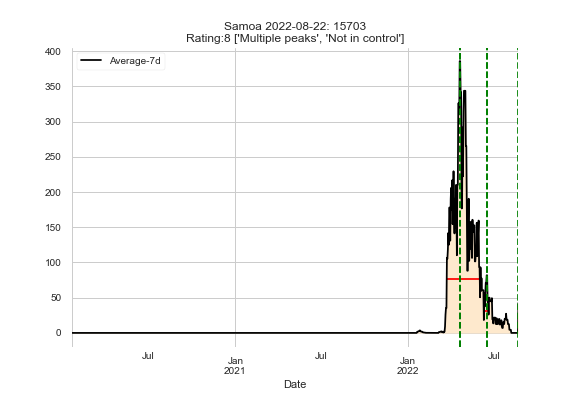 Samoa 2022-08-22: 15703
Rating:8 ['Multiple peaks', 'Not in control']
400
350
300
250
200
150
100
50
0
Average-7d
Jul
Jan
2021
Jul
Jan
2022
Jul
Date